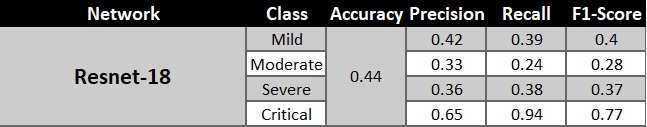 Network Class Accuracy Precision Recall F1-Score
Resnet-18 Mild 0.44 0.42 0.39 0.4
Moderate 0.33 0.24 0.28
Severe 0.36 0.38 0.37
Critical 0.65 0.94 0.77